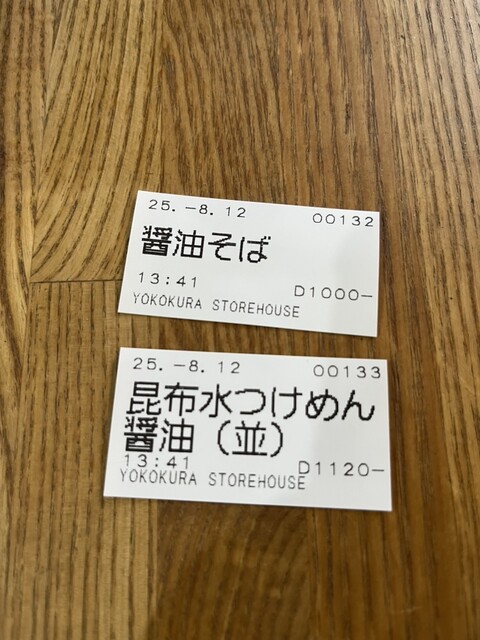 25.-8.12 00132
醤油そば
13:41 D1000-
YOKOKURA STOREHOUSE
25.-8.12 00133
昆布水つけめん
醤油（並）
13:41 D1120-
YOKOKURA STOREHOUSE